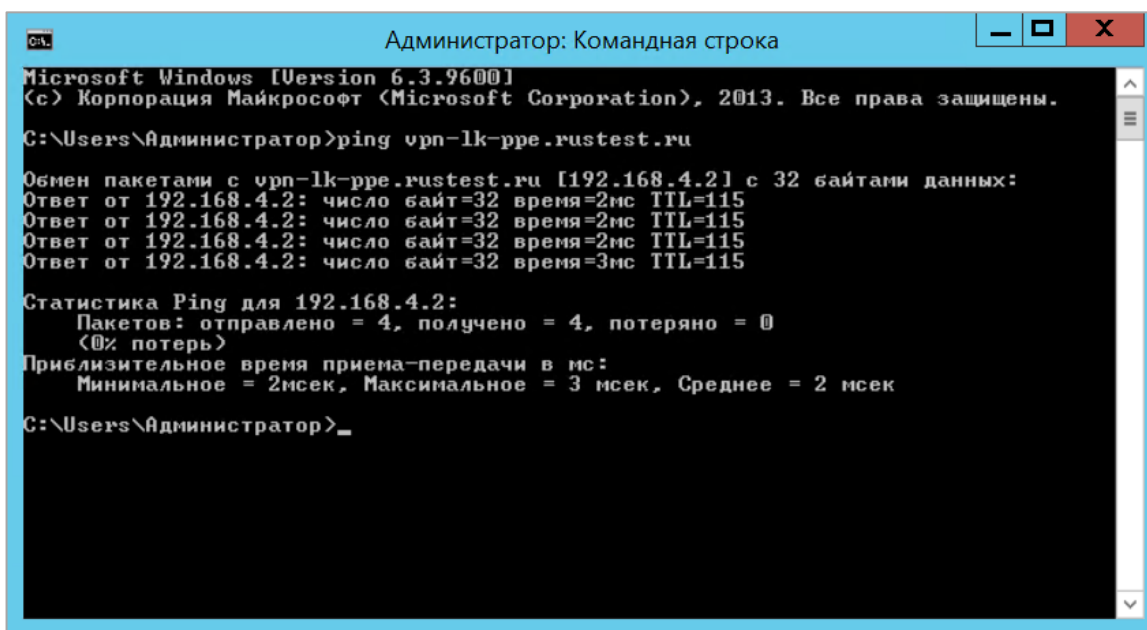 Администратор: Командная строка
Microsoft Windows [Version 6.3.9600]
(c) Корпорация Майкрософт (Microsoft Corporation), 2013. Все права защищены.
C:\Users\Администратор>ping vpn-lk-ppe.rustest.ru
Обмен пакетами с vpn-lk-ppe.rustest.ru [192.168.4.2] с 32 байтами данных:
Ответ от 192.168.4.2: число байт=32 время=2мс TTL=115
Ответ от 192.168.4.2: число байт=32 время=2мс TTL=115
Ответ от 192.168.4.2: число байт=32 время=2мс TTL=115
Ответ от 192.168.4.2: число байт=32 время=3мс TTL=115
Статистика Ping для 192.168.4.2:
Пакетов: отправлено = 4, получено = 4, потеряно = 0
(0% потерь)
Приблизительное время приема-передачи в мс:
Минимальное = 2мсек, Максимальное = 3 мсек, Среднее = 2 мсек
C:\Users\Администратор>_